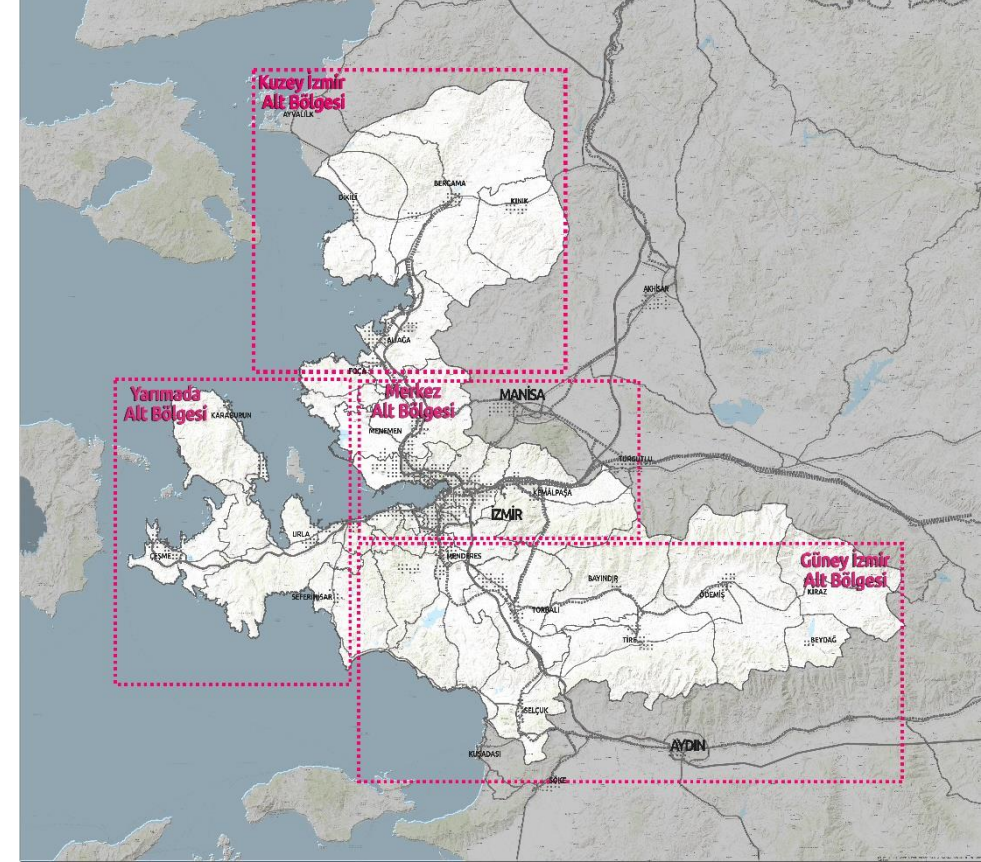 Kuzey İzmir
Alt Bölgesi
AYVALIK
BERGAMA
DİKİLİ
KINIK
AKHİSAR
ALİAĞA
FOÇA
Yarımada
Alt Bölgesi
KARABURUN
Merkez
Alt Bölgesi
MANİSA
MENEMEN
TURGUTLU
KEMALPAŞA
İZMİR
URLA
ÇEŞME
MENDERES
Güney İzmir
Alt Bölgesi
BAYINDIR
ÖDEMİŞ
KİRAZ
SEFERİHİSAR
TORBALI
TİRE
BEYDAĞ
SELÇUK
KUŞADASI
AYDIN
SÖKE